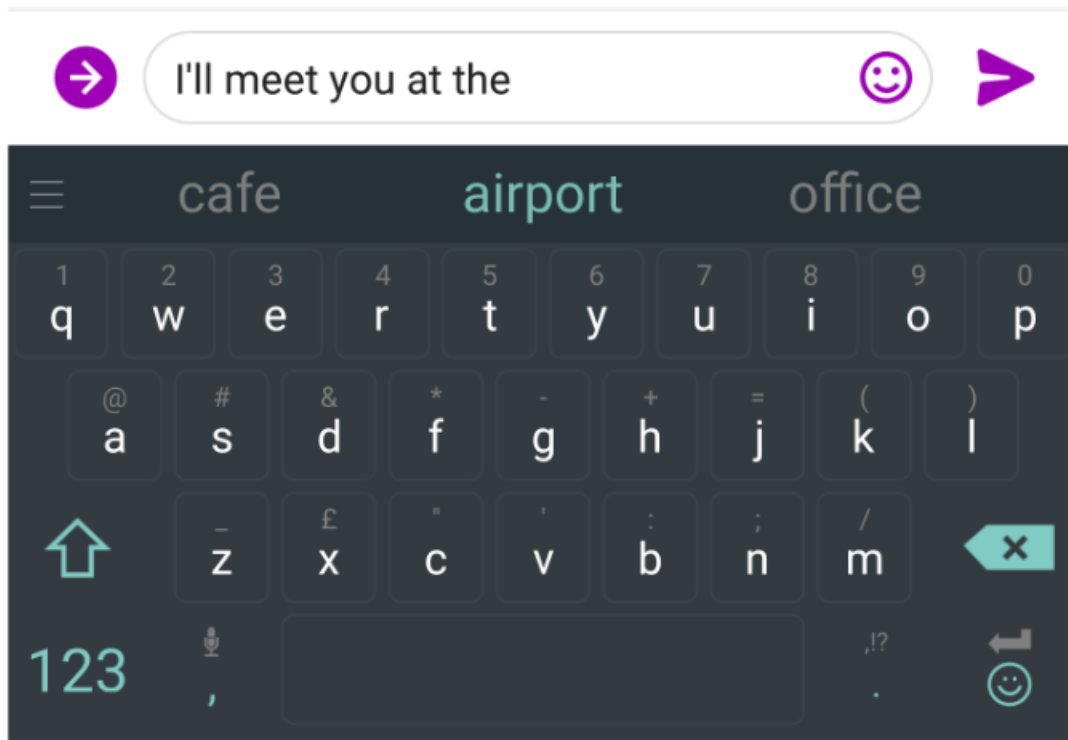 I'll meet you at the
cafe airport office
1 2 3 4 5 6 7 8 9 0
q w e r t y u i o p
@ # & * - + = ( )
a s d f g h j k l
_ £ " ' : ; /
z x c v b n m
,!?
123 , .